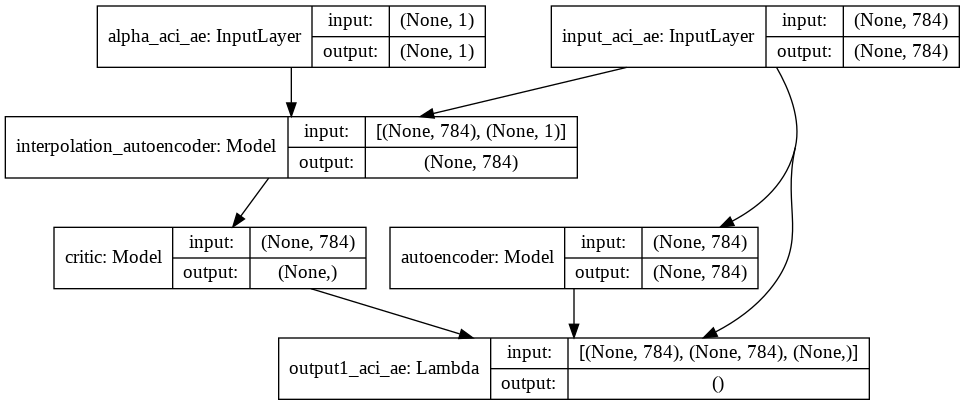 alpha_aci_ae: InputLayer
input: (None, 1)
output: (None, 1)
input_aci_ae: InputLayer
input: (None, 784)
output: (None, 784)
interpolation_autoencoder: Model
input: [(None, 784), (None, 1)]
output: (None, 784)
critic: Model
input: (None, 784)
output: (None,)
autoencoder: Model
input: (None, 784)
output: (None, 784)
output1_aci_ae: Lambda
input: [(None, 784), (None, 784), (None,)]
output: ()